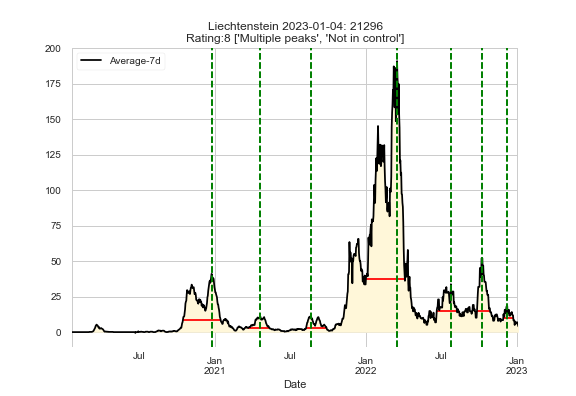 Liechtenstein 2023-01-04: 21296
Rating:8 ['Multiple peaks', 'Not in control']
Average-7d
200
175
150
125
100
75
50
25
0
Jul
Jan
2021
Jul
Jan
2022
Jul
Jan
2023
Date